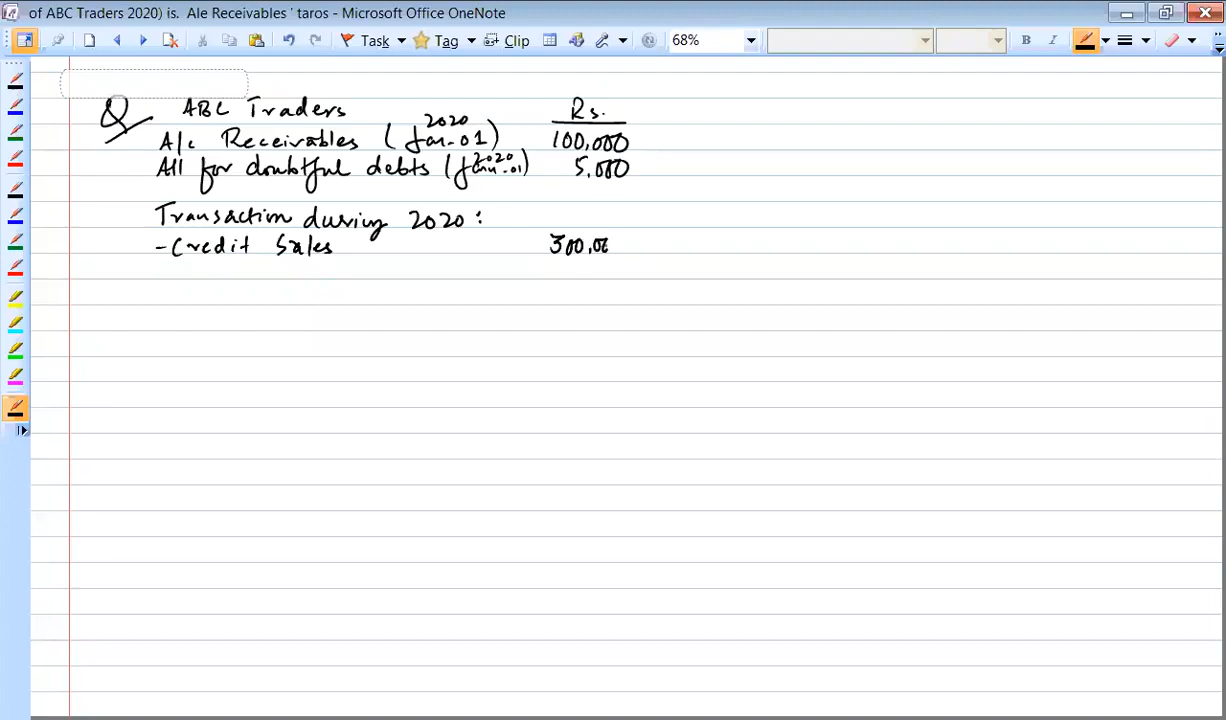 of ABC Traders 2020) is. Ale Receivables ' taros - Microsoft Office OneNote
Task Tag Clip 68% B I
Q ABC Traders Rs.
A/c Receivables (Jan-01) 2020 100,000
All for doubtful debts (Jan-01) 2020 5,000
Transaction during 2020:
-Credit Sales 300,00